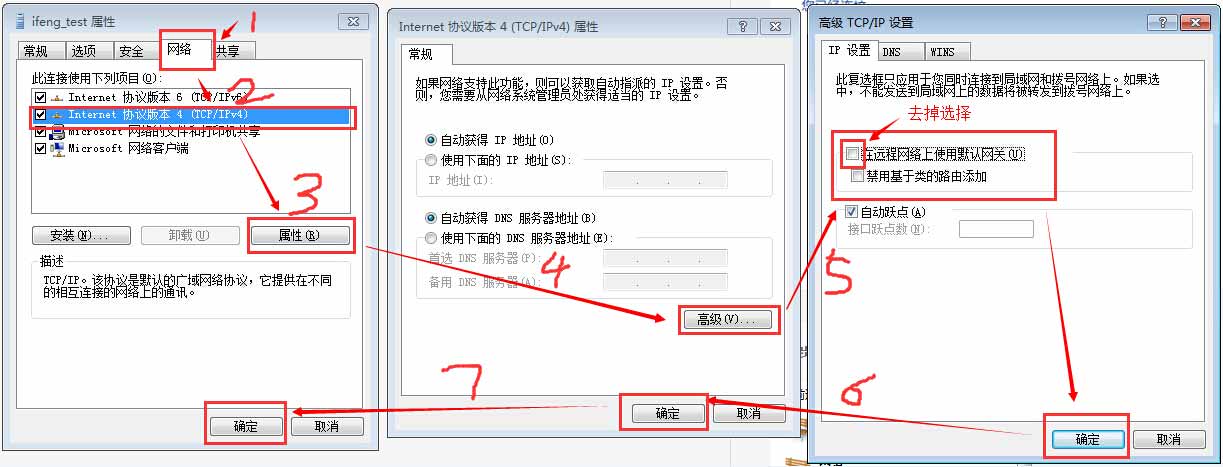 ifeng_test 属性
1
常规
选项
安全
网络
共享
此连接使用下列项目(O):
2
Internet 协议版本 6 (TCP/IPv6)
Internet 协议版本 4 (TCP/IPv4)
Microsoft 网络的文件和打印机共享
Microsoft 网络客户端
3
安装(N)...
卸载(U)
属性(R)
描述
TCP/IP。该协议是默认的广域网络协议，它提供在不同
的相互连接的网络上的通讯。
确定
取消
Internet 协议版本 4 (TCP/IPv4) 属性
常规
如果网络支持此功能，则可以获取自动指派的 IP 设置。否
则，您需要从网络系统管理员处获得适当的 IP 设置。
自动获得 IP 地址(O)
使用下面的 IP 地址(S):
IP 地址(I):
自动获得 DNS 服务器地址(B)
使用下面的 DNS 服务器地址(E):
首选 DNS 服务器(P):
备用 DNS 服务器(A):
4
高级(V)...
7
确定
取消
高级 TCP/IP 设置
IP 设置
DNS
WINS
此复选框只应用于您同时连接到局域网和拨号网络上。如果选
中，不能发送到局域网上的数据将被转发到拨号网络上。
去掉选择
在远程网络上使用默认网关(U)
禁用基于类的路由添加
自动跃点(A)
接口跃点数(N):
5
6
确定
取消